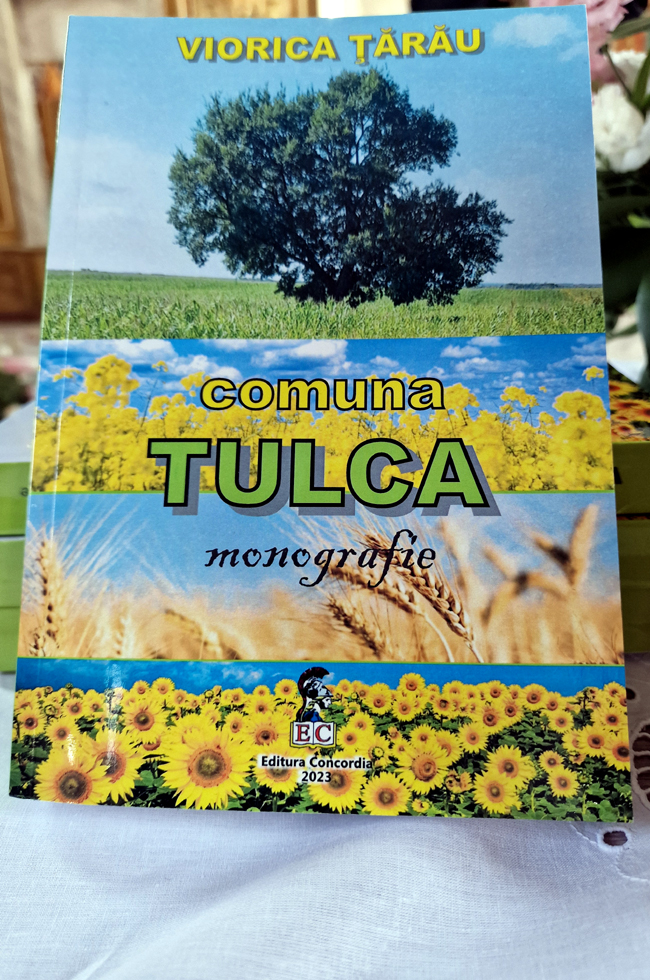 VIORICA ȚĂRĂU
comuna
TULCA
monografie
EC
Editura Concordia
2023